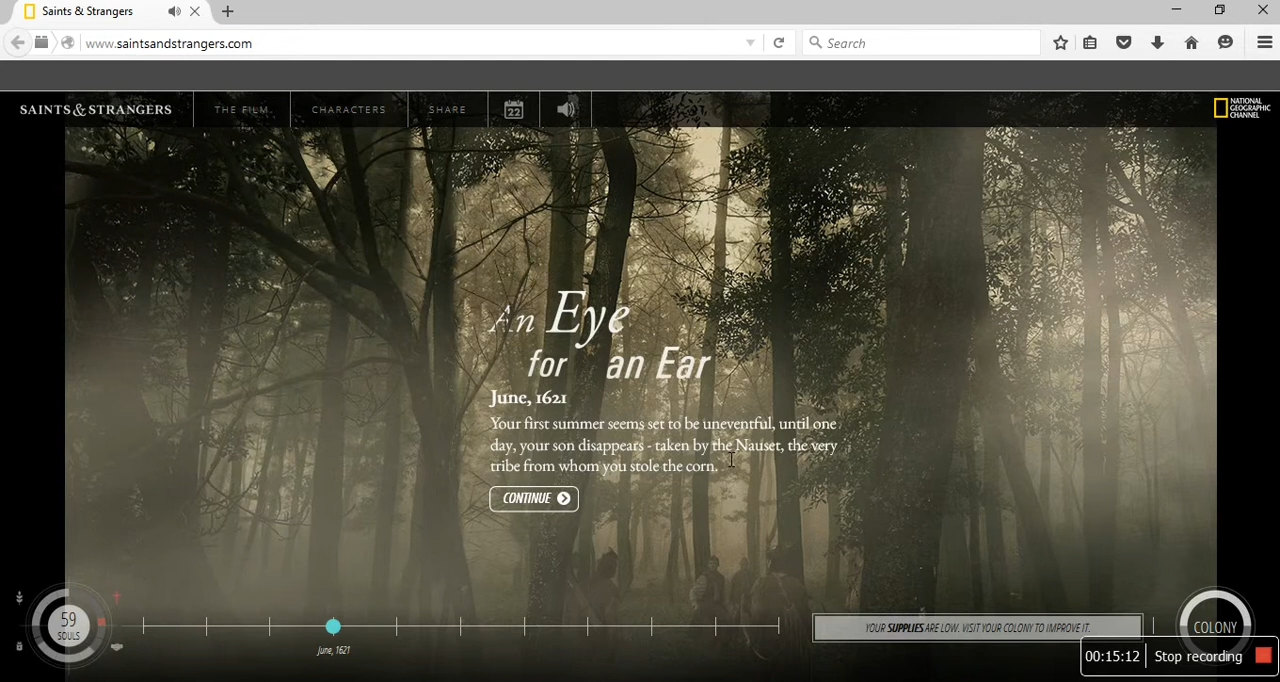 Saints & Strangers
www.saintsandstrangers.com
Search
SAINTS & STRANGERS
THE FILM
CHARACTERS
SHARE
22
NATIONAL
GEOGRAPHIC
CHANNEL
An Eye
for an Ear
June, 1621
Your first summer seems set to be uneventful, until one
day, your son disappears - taken by the Nauset, the very
tribe from whom you stole the corn.
CONTINUE
59
SOULS
June, 1621
YOUR SUPPLIES ARE LOW. VISIT YOUR COLONY TO IMPROVE IT.
COLONY
00:15:12
Stop recording